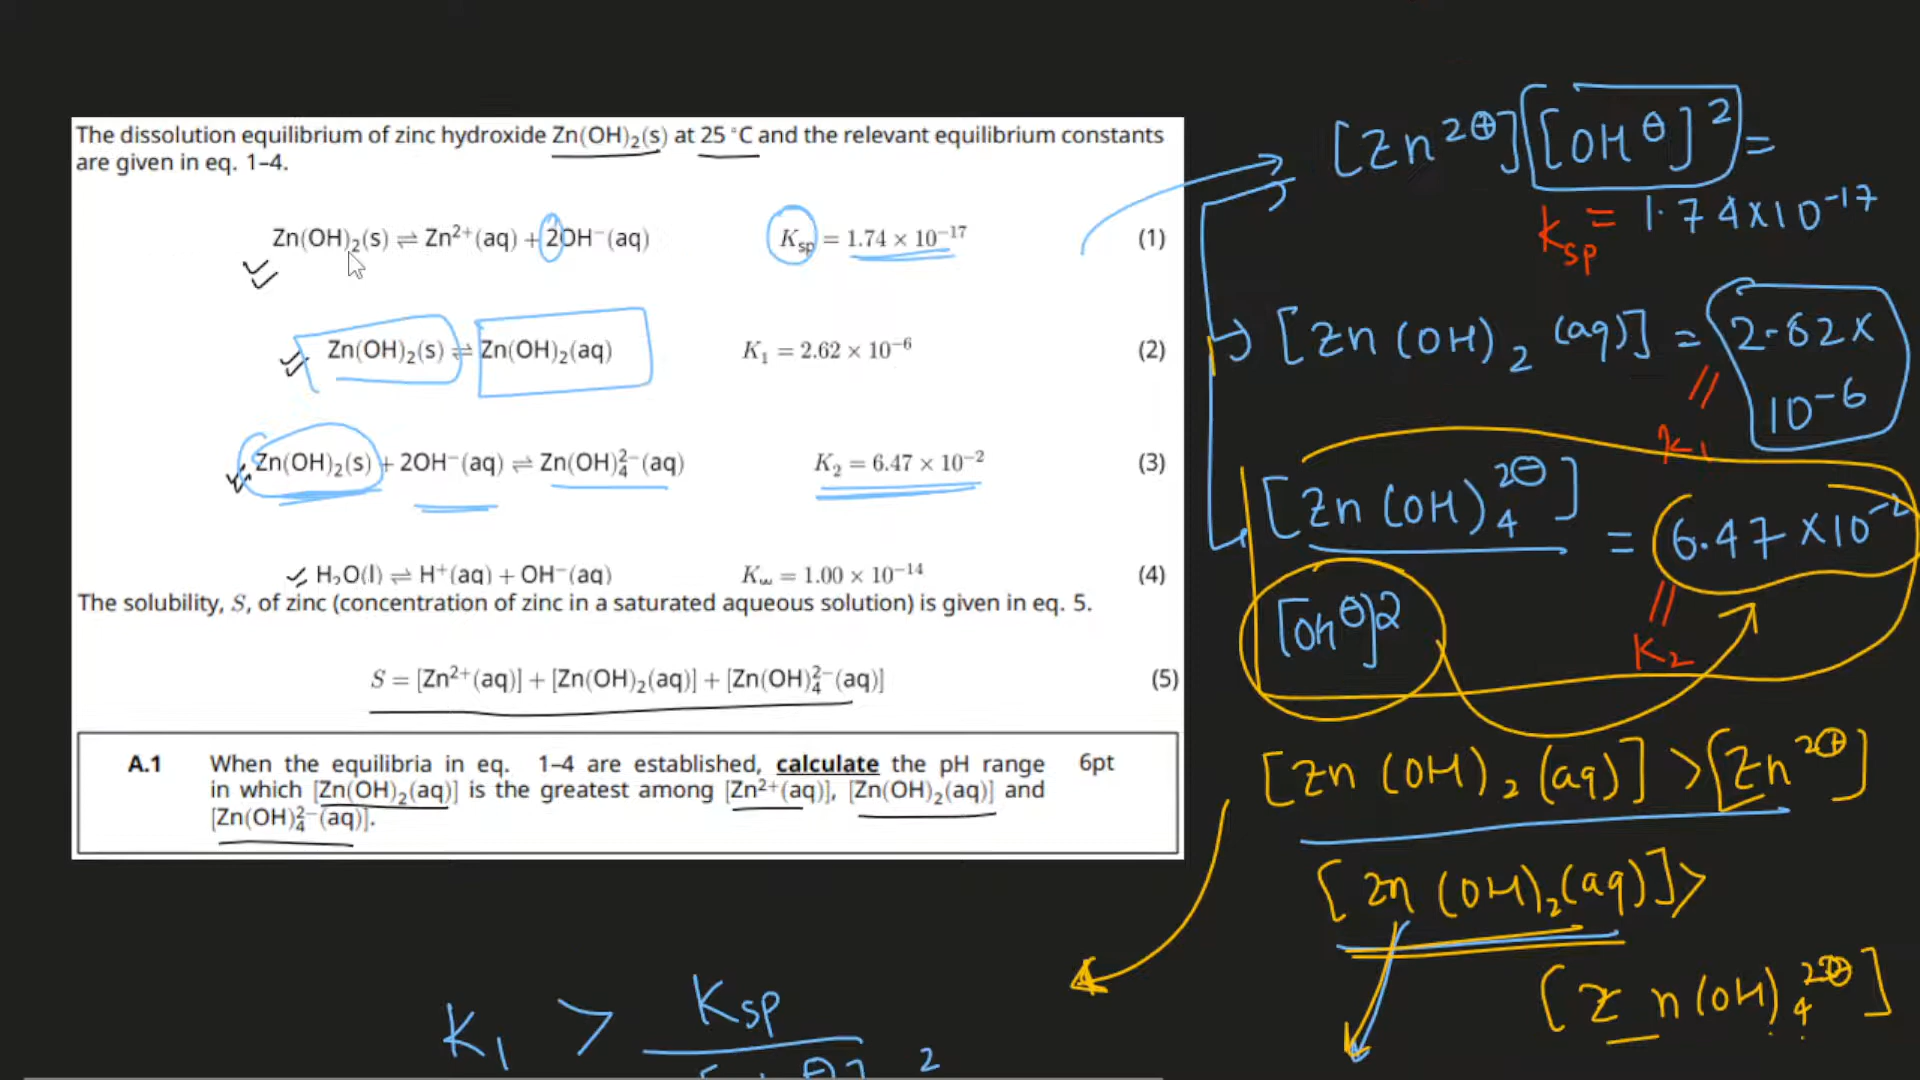 The dissolution equilibrium of zinc hydroxide Zn(OH)₂(s) at 25 °C and the relevant equilibrium constants
are given in eq. 1–4.
Zn(OH)₂(s) ⇌ Zn²⁺(aq) + 2OH⁻(aq) Kₛₚ = 1.74 × 10⁻¹⁷ (1)
Zn(OH)₂(s) ⇌ Zn(OH)₂(aq) K₁ = 2.62 × 10⁻⁶ (2)
Zn(OH)₂(s) + 2OH⁻(aq) ⇌ Zn(OH)₄²⁻(aq) K₂ = 6.47 × 10⁻² (3)
H₂O(l) ⇌ H⁺(aq) + OH⁻(aq) K_w = 1.00 × 10⁻¹⁴ (4)
The solubility, S, of zinc (concentration of zinc in a saturated aqueous solution) is given in eq. 5.
S = [Zn²⁺(aq)] + [Zn(OH)₂(aq)] + [Zn(OH)₄²⁻(aq)] (5)
A.1 When the equilibria in eq. 1–4 are established, calculate the pH range 6pt
in which [Zn(OH)₂(aq)] is the greatest among [Zn²⁺(aq)], [Zn(OH)₂(aq)] and
[Zn(OH)₄²⁻(aq)].
[Zn²⊕][OH⊖]² =
Ksp = 1.74×10⁻¹⁷
[Zn(OH)₂(aq)] = 2.62×
10⁻⁶
K₁
[Zn(OH)₄²⊖]
= 6.47×10⁻²
[OH⊖]2
K₂
[Zn(OH)₂(aq)] > [Zn²⊕]
[Zn(OH)₂(aq)] >
[Zn(OH)₄²⊖]
K₁ > Ksp
2